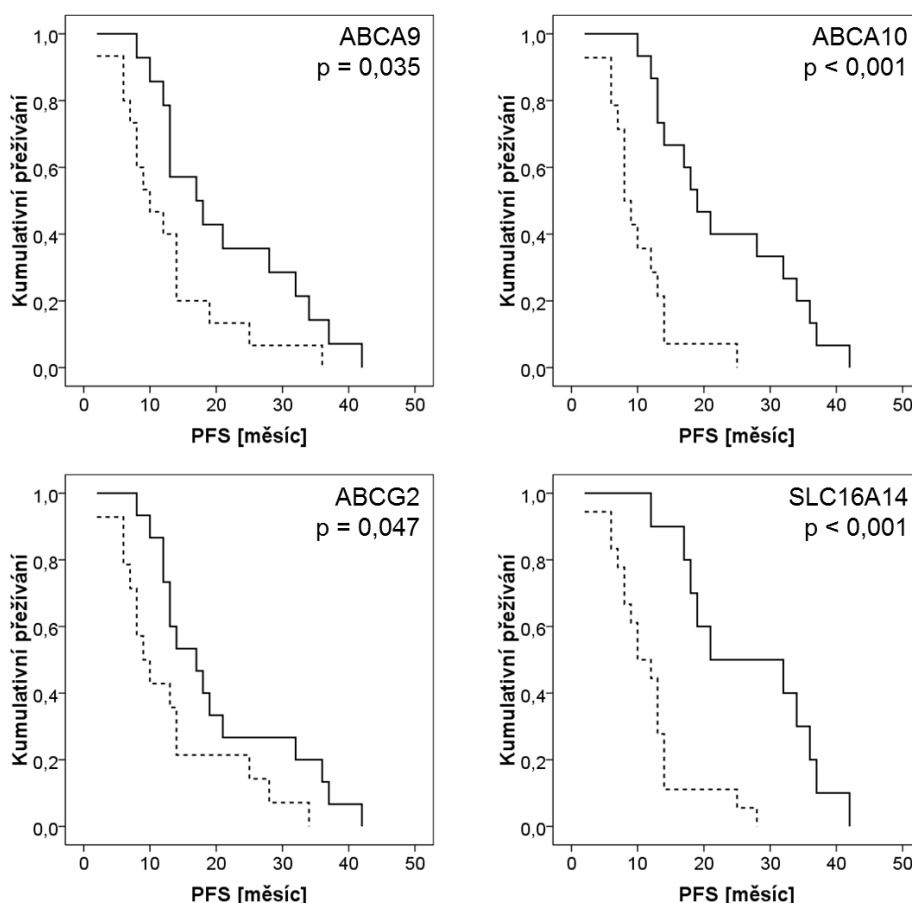 ABCA9
p = 0,035
1,0
0,8
0,6
0,4
0,2
0,0
Kumulativní přežívání
0 10 20 30 40 50
PFS [měsíc]
ABCA10
p < 0,001
1,0
0,8
0,6
0,4
0,2
0,0
Kumulativní přežívání
0 10 20 30 40 50
PFS [měsíc]
ABCG2
p = 0,047
1,0
0,8
0,6
0,4
0,2
0,0
Kumulativní přežívání
0 10 20 30 40 50
PFS [měsíc]
SLC16A14
p < 0,001
1,0
0,8
0,6
0,4
0,2
0,0
Kumulativní přežívání
0 10 20 30 40 50
PFS [měsíc]